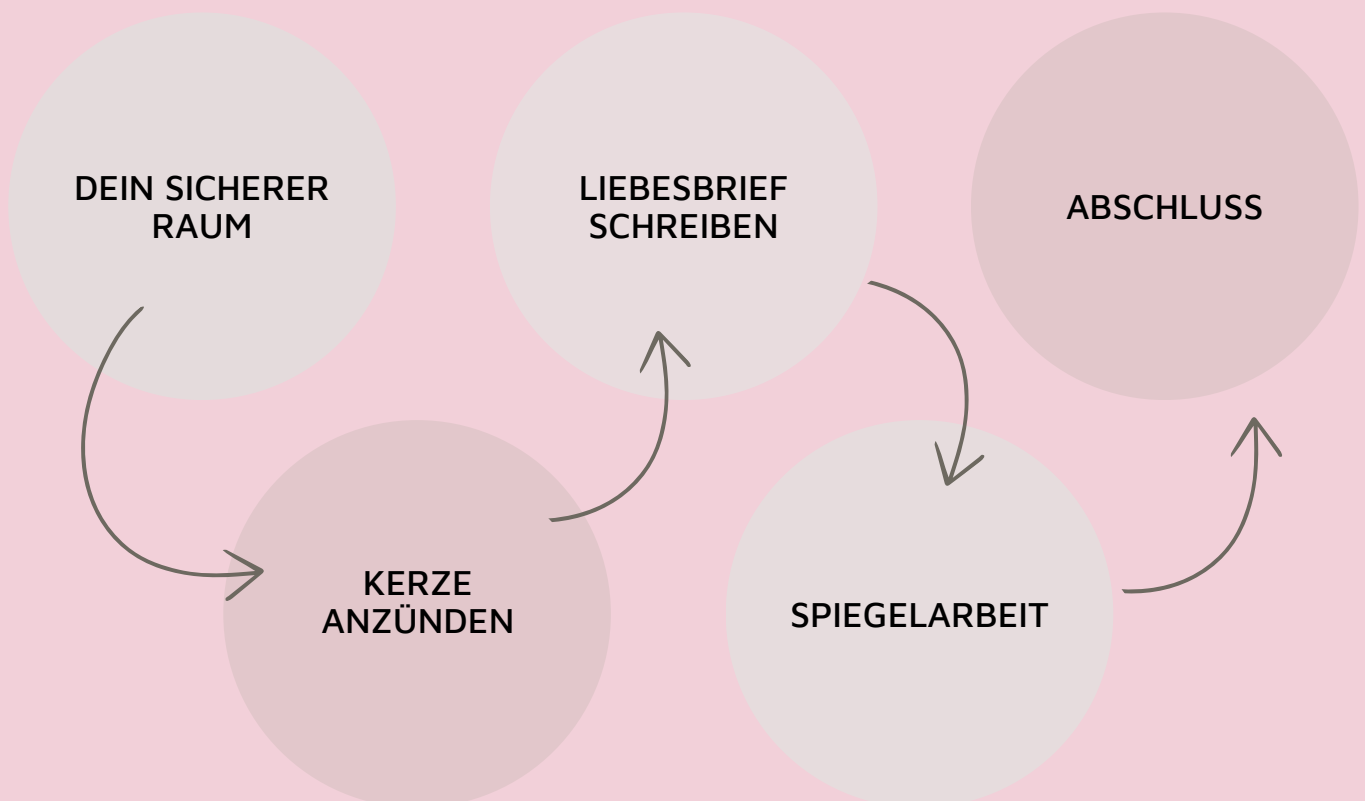 DEIN SICHERER
RAUM
KERZE
ANZÜNDEN
LIEBESBRIEF
SCHREIBEN
SPIEGELARBEIT
ABSCHLUSS